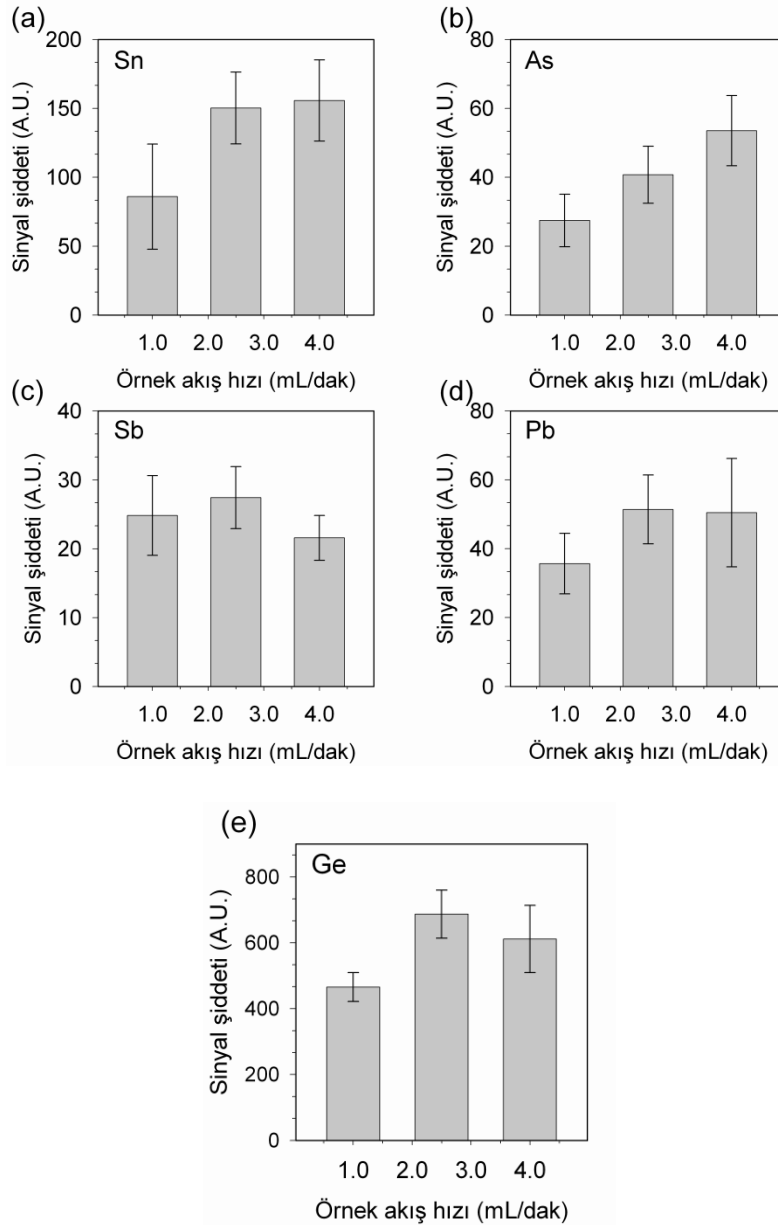 (a)
Sn
200
150
100
50
0
Sinyal şiddeti (A.U.)
1.0 2.0 3.0 4.0
Örnek akış hızı (mL/dak)
(b)
As
80
60
40
20
0
Sinyal şiddeti (A.U.)
1.0 2.0 3.0 4.0
Örnek akış hızı (mL/dak)
(c)
Sb
40
30
20
10
0
Sinyal şiddeti (A.U.)
1.0 2.0 3.0 4.0
Örnek akış hızı (mL/dak)
(d)
Pb
80
60
40
20
0
Sinyal şiddeti (A.U.)
1.0 2.0 3.0 4.0
Örnek akış hızı (mL/dak)
(e)
Ge
800
600
400
200
0
Sinyal şiddeti (A.U.)
1.0 2.0 3.0 4.0
Örnek akış hızı (mL/dak)